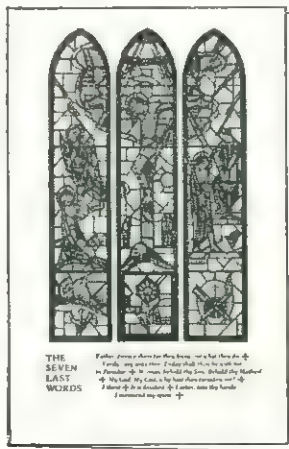 THE
SEVEN
LAST
WORDS
Father forgive them for they know not what they do ✢
Verily I say unto thee Today shalt thou be with me
in Paradise ✢ Woman behold thy Son Behold thy Mother
✢ My God, My God, why hast thou forsaken me? ✢
I thirst ✢ It is finished ✢ Father, into thy hands
I commend my spirit ✢